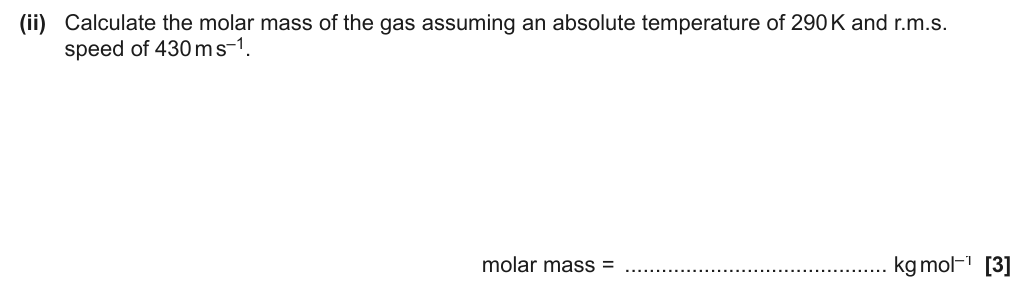 (ii) Calculate the molar mass of the gas assuming an absolute temperature of 290 K and r.m.s.
speed of 430 m s⁻¹.
molar mass = ........................................... kg mol⁻¹ [3]